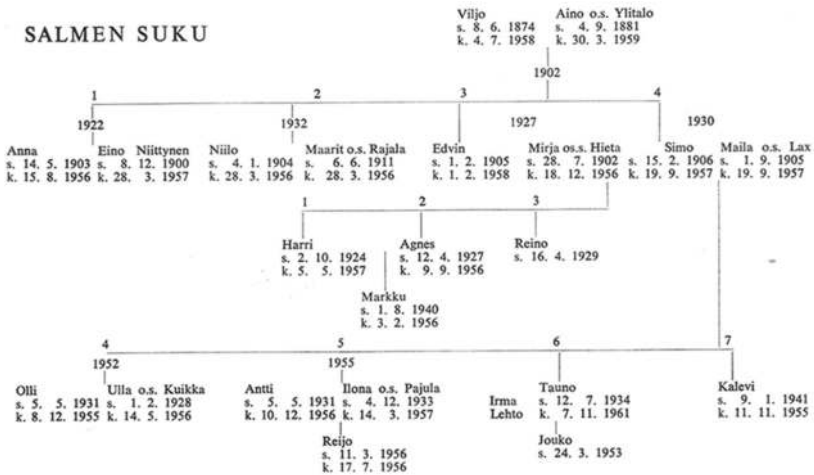 SALMEN SUKU
Viljo
s. 8. 6. 1874
k. 4. 7. 1958
Aino o.s. Ylitalo
s. 4. 9. 1881
k. 30. 3. 1959
1902
1 2 3 4
1922
1932
1927
1930
Anna
s. 14. 5. 1903
k. 15. 8. 1956
Eino Niittynen
s. 8. 12. 1900
k. 28. 3. 1957
Niilo
s. 4. 1. 1904
k. 28. 3. 1956
Maarit o.s. Rajala
s. 6. 6. 1911
k. 28. 3. 1956
Edvin
s. 1. 2. 1905
k. 1. 2. 1958
Mirja os.s. Hieta
s. 28. 7. 1902
k. 18. 12. 1956
Simo
s. 15. 2. 1906
k. 19. 9. 1957
Maila o.s. Lax
s. 1. 9. 1905
k. 19. 9. 1957
1 2 3
Harri
s. 2. 10. 1924
k. 5. 5. 1957
Agnes
s. 12. 4. 1927
k. 9. 9. 1956
Reino
s. 16. 4. 1929
Markku
s. 1. 8. 1940
k. 3. 2. 1956
4 5 6 7
1952
1955
Olli
s. 5. 5. 1931
k. 8. 12. 1955
Ulla o.s. Kuikka
s. 1. 2. 1928
k. 14. 5. 1956
Antti
s. 5. 5. 1931
k. 10. 12. 1956
Ilona o.s. Pajula
s. 4. 12. 1933
k. 14. 3. 1957
Irma
Lehto
Tauno
s. 12. 7. 1934
k. 7. 11. 1961
Kalevi
s. 9. 1. 1941
k. 11. 11. 1955
Reijo
s. 11. 3. 1956
k. 17. 7. 1956
Jouko
s. 24. 3. 1953